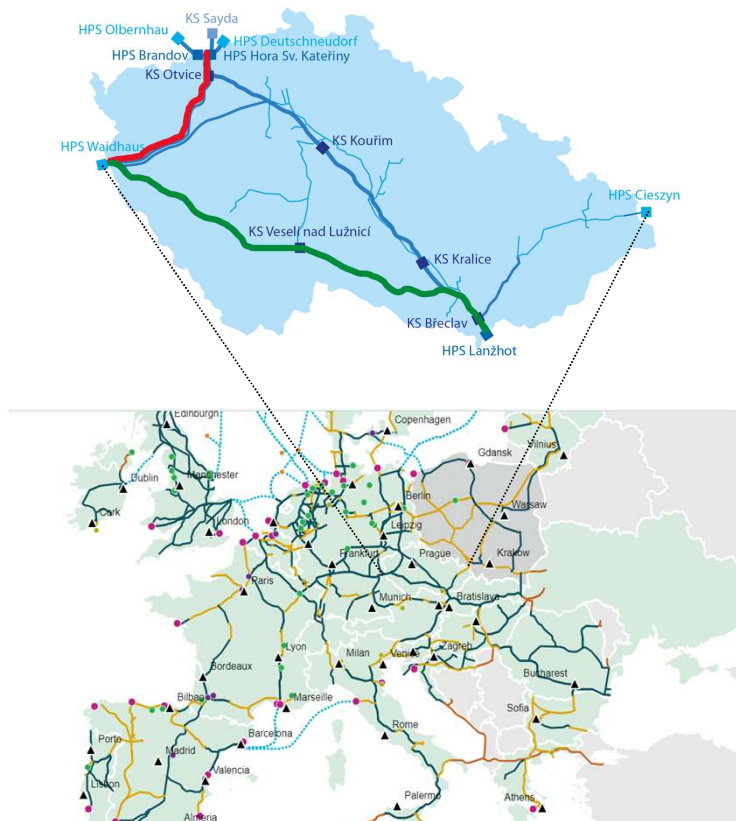 KS Sayda
HPS Olbernhau
HPS Deutschneudorf
HPS Brandov
HPS Hora Sv. Kateřiny
KS Otvice
KS Kouřim
HPS Waidhaus
HPS Cieszyn
KS Veselí nad Lužnicí
KS Kralice
KS Břeclav
HPS Lanžhot
Edinburgh
Copenhagen
Vilnius
Gdansk
Dublin
Manchester
Berlin
Warsaw
Cork
London
Leipzig
Frankfurt
Prague
Krakow
Paris
Munich
Bratislava
Lyon
Milan
Venice
Zagreb
Bordeaux
Bucharest
Bilbao
Marseille
Sofia
Rome
Porto
Barcelona
Madrid
Valencia
Lisbon
Palermo
Athens
Almeria